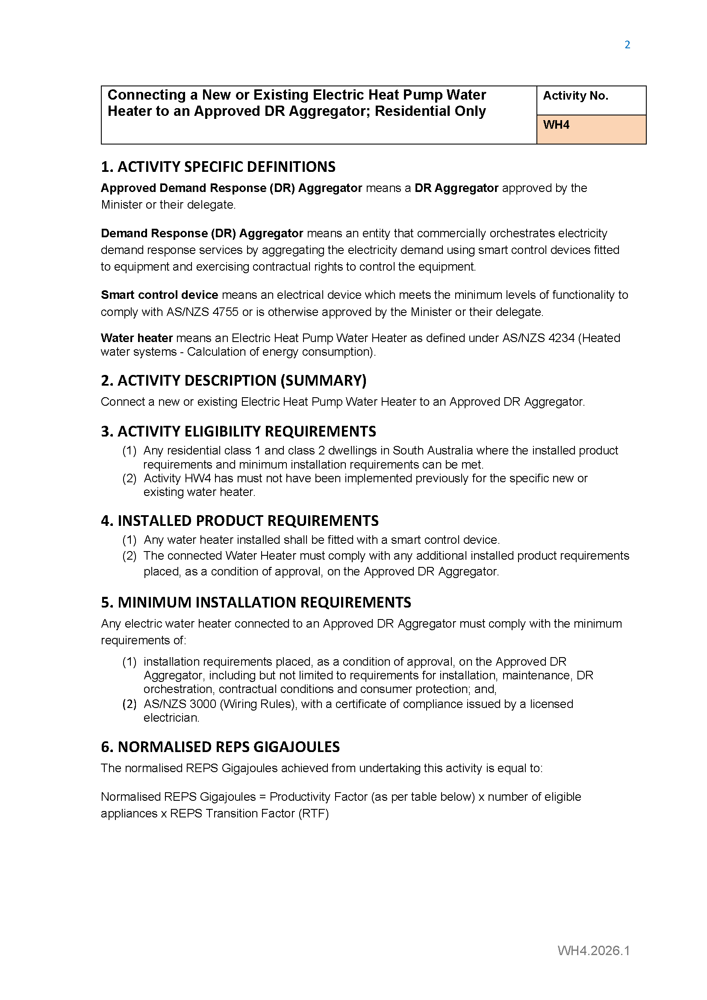 2
Connecting a New or Existing Electric Heat Pump Water
Heater to an Approved DR Aggregator; Residential Only
Activity No.
WH4
1. ACTIVITY SPECIFIC DEFINITIONS
Approved Demand Response (DR) Aggregator means a DR Aggregator approved by the
Minister or their delegate.
Demand Response (DR) Aggregator means an entity that commercially orchestrates electricity
demand response services by aggregating the electricity demand using smart control devices fitted
to equipment and exercising contractual rights to control the equipment.
Smart control device means an electrical device which meets the minimum levels of functionality to
comply with AS/NZS 4755 or is otherwise approved by the Minister or their delegate.
Water heater means an Electric Heat Pump Water Heater as defined under AS/NZS 4234 (Heated
water systems - Calculation of energy consumption).
2. ACTIVITY DESCRIPTION (SUMMARY)
Connect a new or existing Electric Heat Pump Water Heater to an Approved DR Aggregator.
3. ACTIVITY ELIGIBILITY REQUIREMENTS
(1) Any residential class 1 and class 2 dwellings in South Australia where the installed product
requirements and minimum installation requirements can be met.
(2) Activity HW4 has must not have been implemented previously for the specific new or
existing water heater.
4. INSTALLED PRODUCT REQUIREMENTS
(1) Any water heater installed shall be fitted with a smart control device.
(2) The connected Water Heater must comply with any additional installed product requirements
placed, as a condition of approval, on the Approved DR Aggregator.
5. MINIMUM INSTALLATION REQUIREMENTS
Any electric water heater connected to an Approved DR Aggregator must comply with the minimum
requirements of:
(1) installation requirements placed, as a condition of approval, on the Approved DR
Aggregator, including but not limited to requirements for installation, maintenance, DR
orchestration, contractual conditions and consumer protection; and,
(2) AS/NZS 3000 (Wiring Rules), with a certificate of compliance issued by a licensed
electrician.
6. NORMALISED REPS GIGAJOULES
The normalised REPS Gigajoules achieved from undertaking this activity is equal to:
Normalised REPS Gigajoules = Productivity Factor (as per table below) x number of eligible
appliances x REPS Transition Factor (RTF)
WH4.2026.1